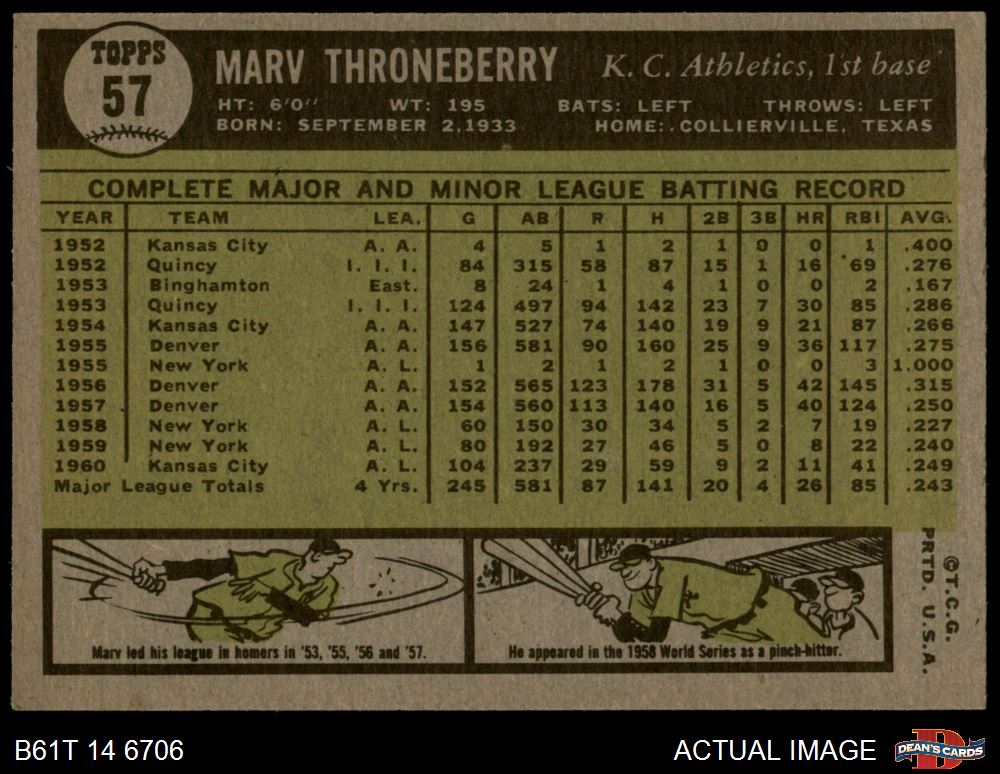 TOPPS
57
MARV THRONEBERRY K. C. Athletics, 1st base
HT: 6'0" WT: 195 BATS: LEFT THROWS: LEFT
BORN: SEPTEMBER 2, 1933 HOME: COLLIERVILLE, TEXAS
COMPLETE MAJOR AND MINOR LEAGUE BATTING RECORD
YEAR TEAM LEA. G AB R H 2B 3B HR RBI AVG.
1952 Kansas City A. A. 4 5 1 2 1 0 0 1 .400
1952 Quincy I. I. I. 84 315 58 87 15 1 16 69 .276
1953 Binghamton East. 8 24 1 4 1 0 0 2 .167
1953 Quincy I. I. I. 124 497 94 142 23 7 30 85 .286
1954 Kansas City A. A. 147 527 74 140 19 9 21 87 .266
1955 Denver A. A. 156 581 90 160 25 9 36 117 .275
1955 New York A. L. 1 2 1 2 1 0 0 3 1.000
1956 Denver A. A. 152 565 123 178 31 5 42 145 .315
1957 Denver A. A. 154 560 113 140 16 5 40 124 .250
1958 New York A. L. 60 150 30 34 5 2 7 19 .227
1959 New York A. L. 80 192 27 46 5 0 8 22 .240
1960 Kansas City A. L. 104 237 29 59 9 2 11 41 .249
Major League Totals 4 Yrs. 245 581 87 141 20 4 26 85 .243
Marv led his league in homers in '53, '55, '56 and '57.
He appeared in the 1958 World Series as a pinch-hitter.
©T.C.G.
PRTD. U.S.A.
B61T 14 6706
ACTUAL IMAGE
DEAN'S CARDS